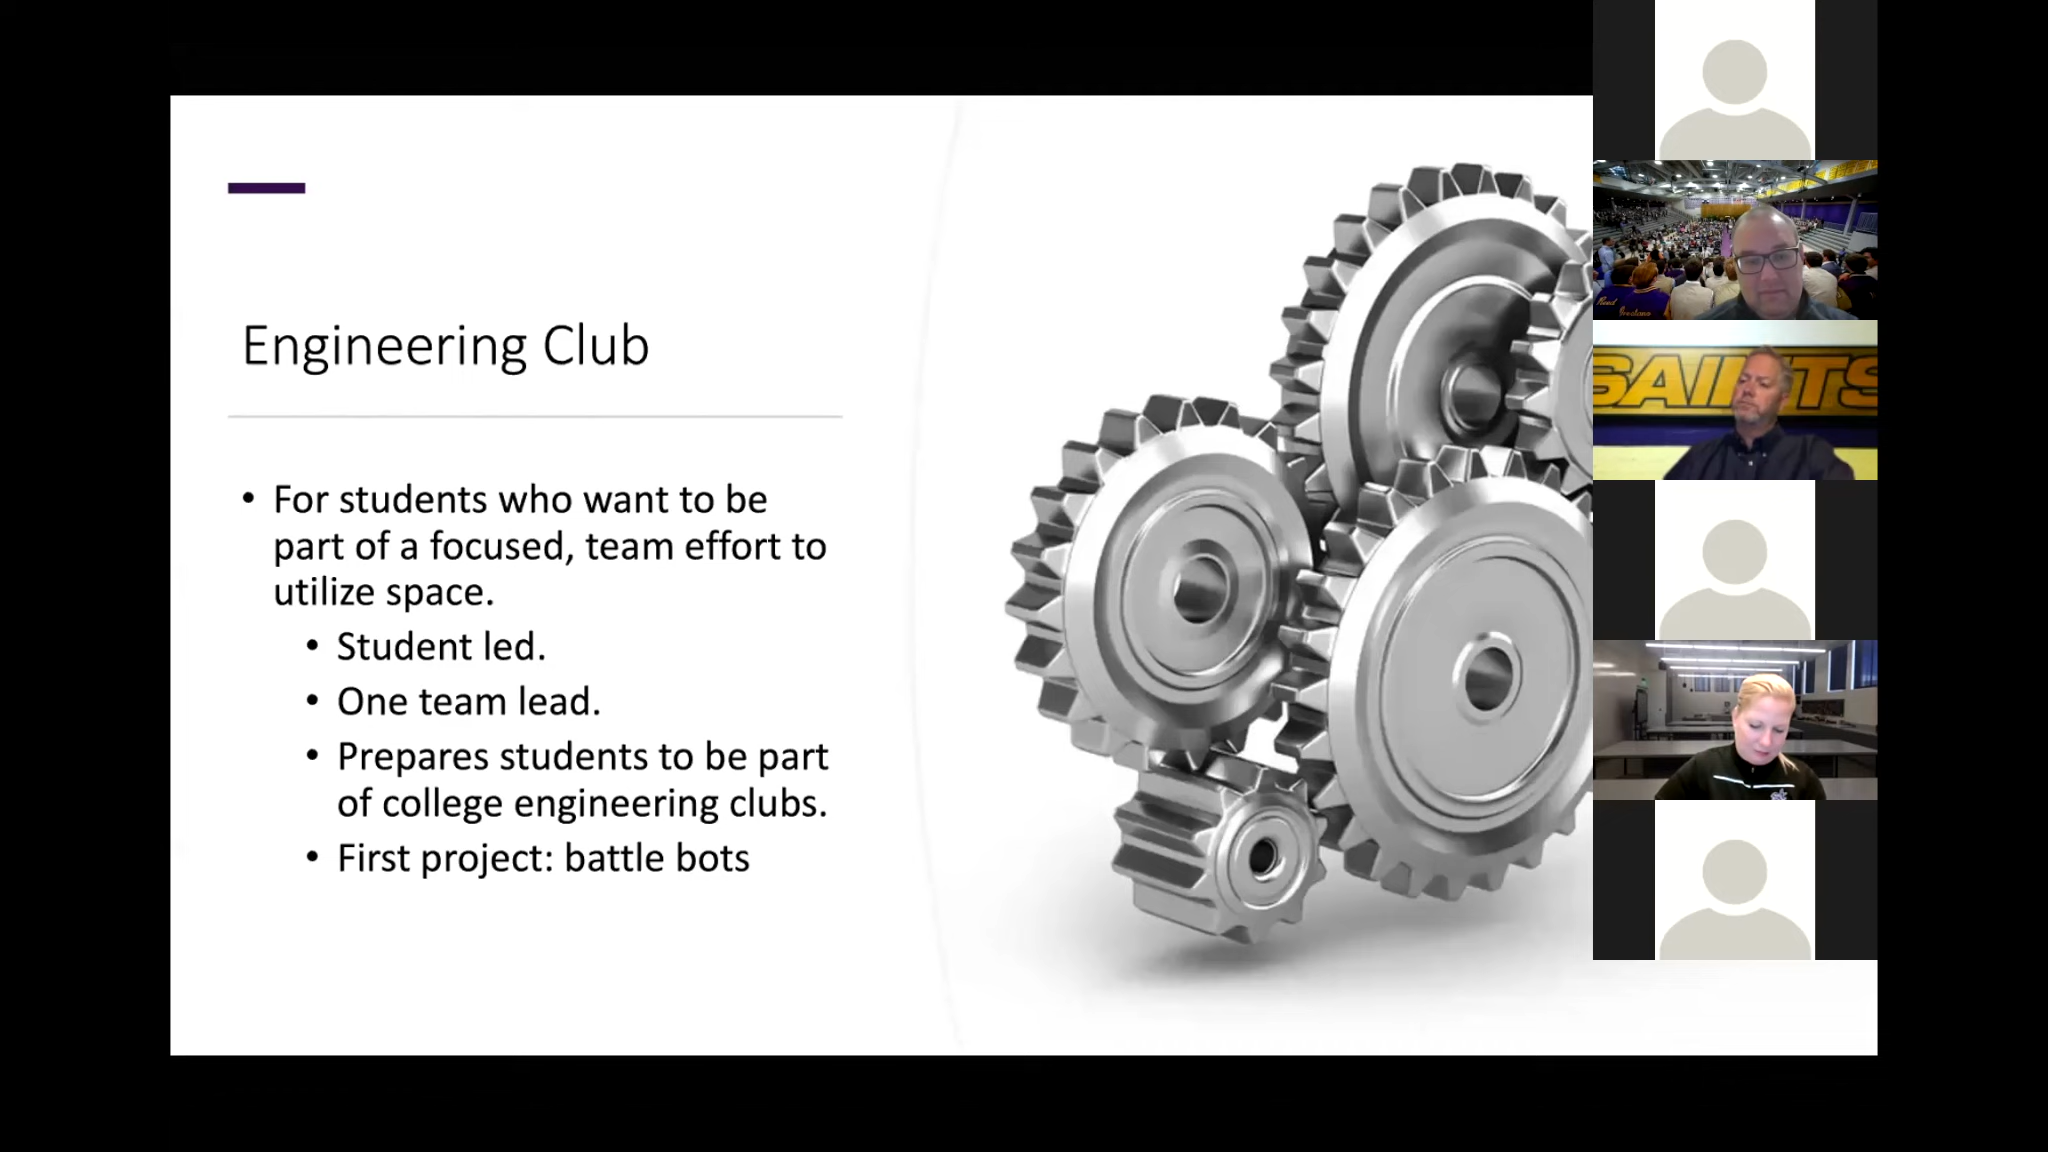 Engineering Club
• For students who want to be
part of a focused, team effort to
utilize space.
• Student led.
• One team lead.
• Prepares students to be part
of college engineering clubs.
• First project: battle bots
SAINTS